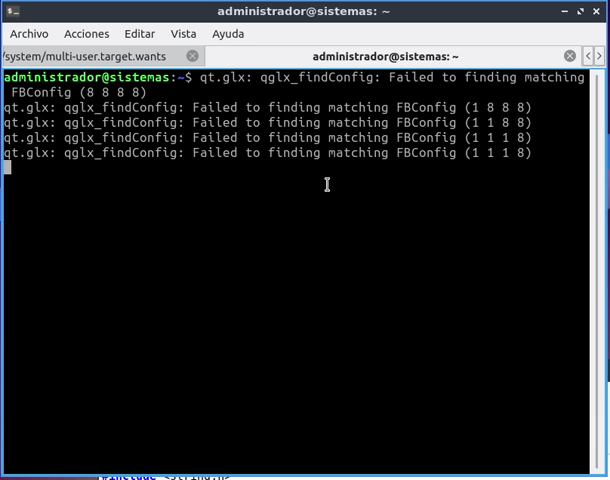 administrador@sistemas: ~
Archivo Acciones Editar Vista Ayuda
/system/multi-user.target.wants administrador@sistemas: ~
administrador@sistemas:~$ qt.glx: qglx_findConfig: Failed to finding matching
FBConfig (8 8 8 8)
qt.glx: qglx_findConfig: Failed to finding matching FBConfig (1 8 8 8)
qt.glx: qglx_findConfig: Failed to finding matching FBConfig (1 1 8 8)
qt.glx: qglx_findConfig: Failed to finding matching FBConfig (1 1 1 8)
qt.glx: qglx_findConfig: Failed to finding matching FBConfig (1 1 1 8)
#include <string.h>